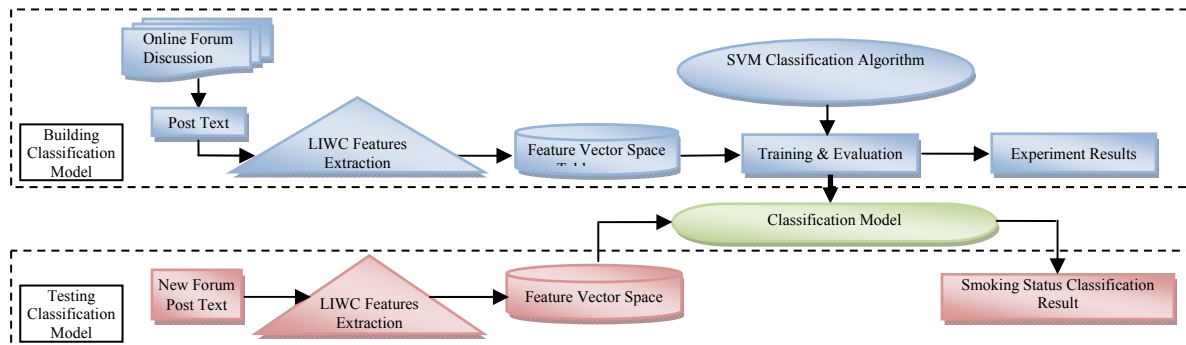 Online Forum
Discussion
SVM Classification Algorithm
Post Text
Building
Classification
Model
LIWC Features
Extraction
Feature Vector Space
Training & Evaluation
Experiment Results
Classification Model
Testing
Classification
Model
New Forum
Post Text
LIWC Features
Extraction
Feature Vector Space
Smoking Status Classification
Result